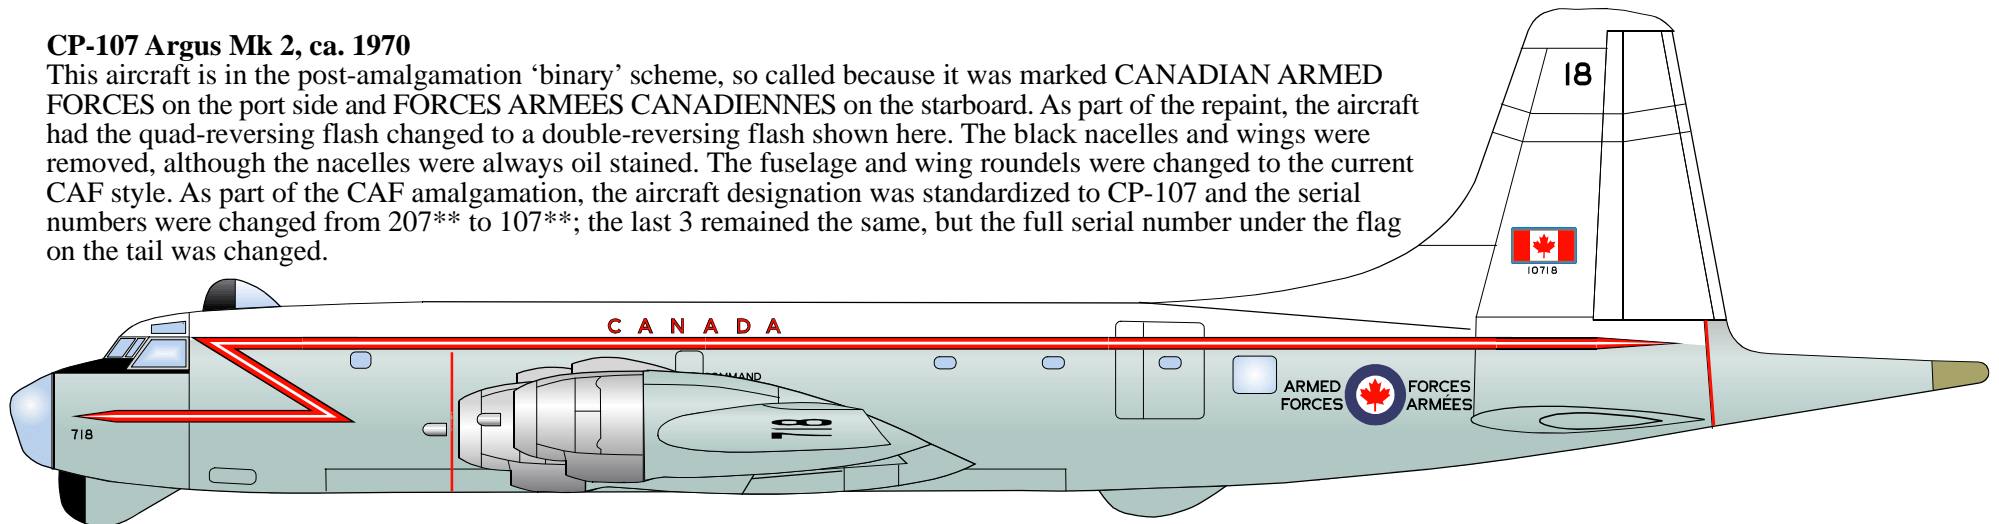 CP-107 Argus Mk 2, ca. 1970
This aircraft is in the post-amalgamation ‘binary’ scheme, so called because it was marked CANADIAN ARMED
FORCES on the port side and FORCES ARMEES CANADIENNES on the starboard. As part of the repaint, the aircraft
had the quad-reversing flash changed to a double-reversing flash shown here. The black nacelles and wings were
removed, although the nacelles were always oil stained. The fuselage and wing roundels were changed to the current
CAF style. As part of the CAF amalgamation, the aircraft designation was standardized to CP-107 and the serial
numbers were changed from 207** to 107**; the last 3 remained the same, but the full serial number under the flag
on the tail was changed.
18
10718
CANADA
ARMED FORCES
FORCES ARMÉES
718
718